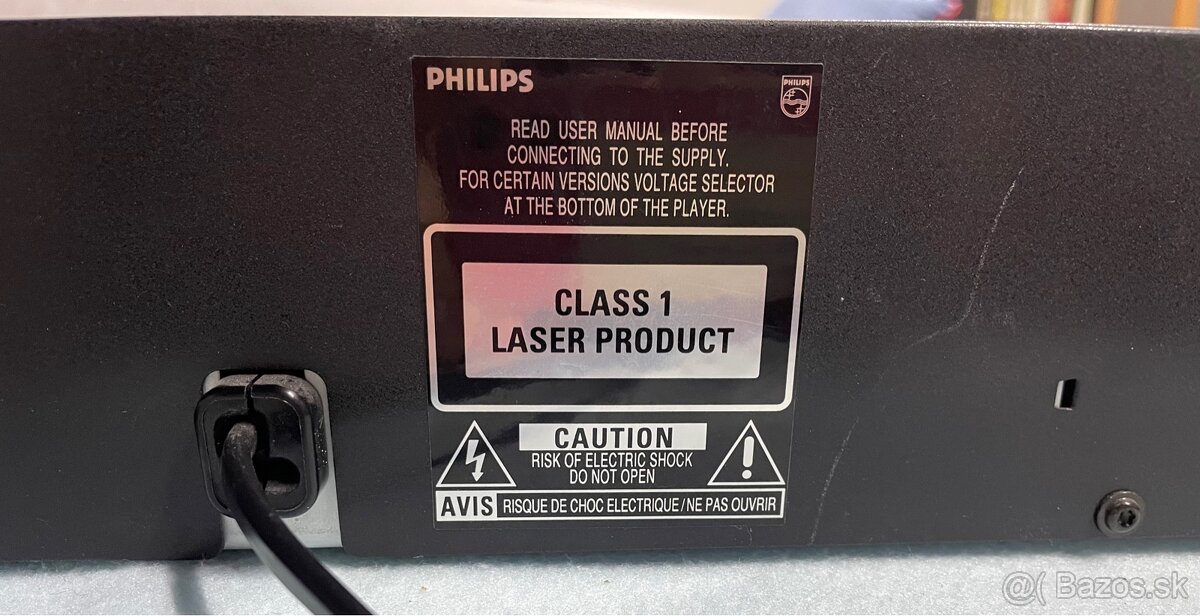 PHILIPS
PHILIPS
READ USER MANUAL BEFORE
CONNECTING TO THE SUPPLY.
FOR CERTAIN VERSIONS VOLTAGE SELECTOR
AT THE BOTTOM OF THE PLAYER.
CLASS 1
LASER PRODUCT
CAUTION
RISK OF ELECTRIC SHOCK
DO NOT OPEN
AVIS RISQUE DE CHOC ELECTRIQUE/NE PAS OUVRIR
@( Bazos.sk